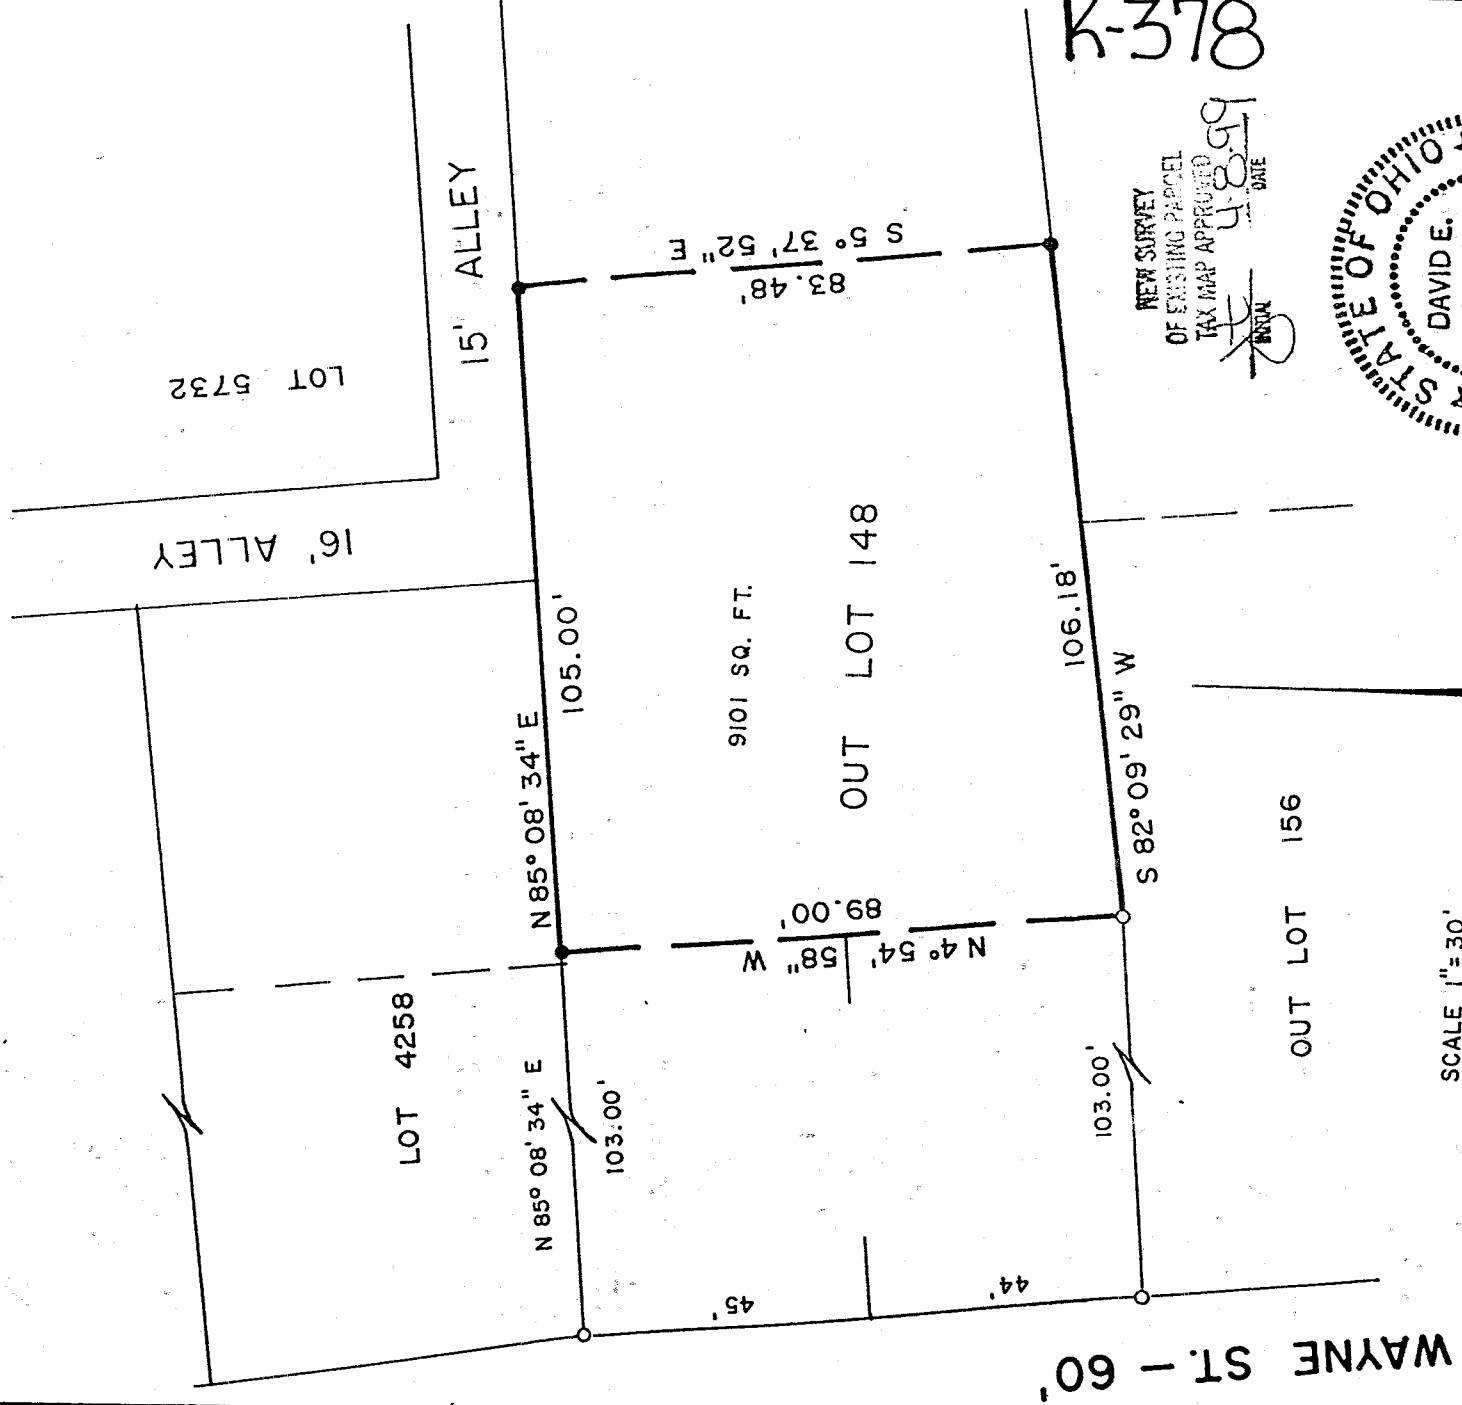 K-378
NEW SURVEY
OF EXISTING PARCEL
TAX MAP APPROVED
4-8-99
INITIAL DATE
STATE OF OHIO
DAVID E.
LOT 5732
15' ALLEY
16' ALLEY
S 5° 37' 52" E
83.48'
N 85° 08' 34" E
105.00'
9101 SQ. FT.
OUT LOT 148
106.18'
S 82° 09' 29" W
N 4° 54' 58" W
89.00'
LOT 4258
N 85° 08' 34" E
103.00'
103.00'
OUT LOT 156
SCALE 1"=30'
45'
44'
WAYNE ST. – 60'